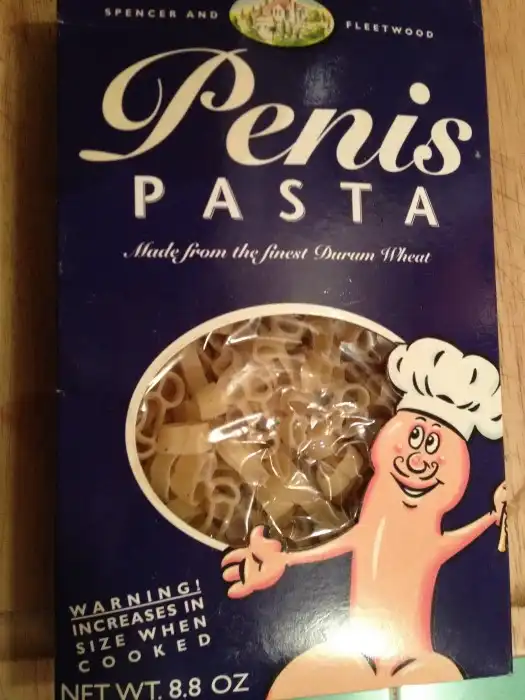 SPENCER AND FLEETWOOD
Penis
PASTA
Made from the finest Durum Wheat
WARNING!
INCREASES IN
SIZE WHEN
COOKED
NET WT. 8.8 OZ